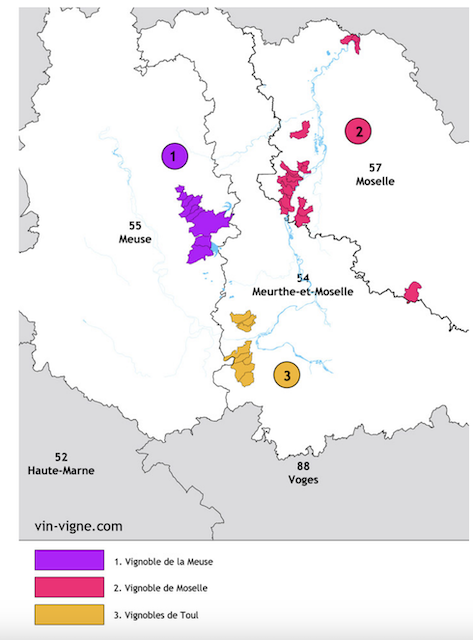 2
1
57
Moselle
55
Meuse
54
Meurthe-et-Moselle
3
52
Haute-Marne
88
Voges
vin-vigne.com
1. Vignoble de la Meuse
2. Vignoble de Moselle
3. Vignobles de Toul